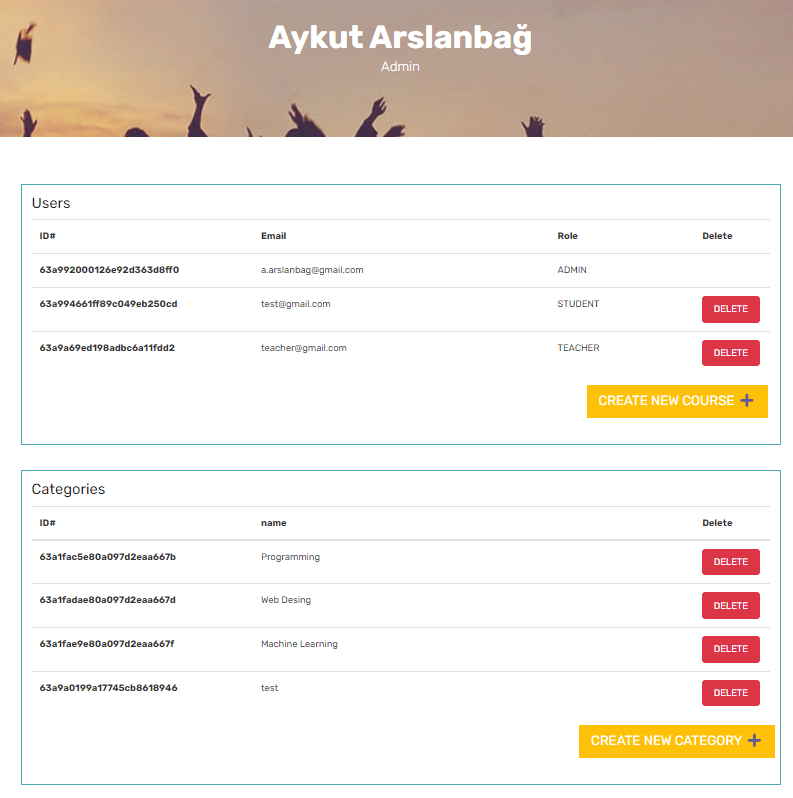 Aykut Arslanbağ
Admin
Users
ID# Email Role Delete
63a992000126e92d363d8ff0 a.arslanbag@gmail.com ADMIN
63a994661ff89c049eb250cd test@gmail.com STUDENT DELETE
63a9a69ed198adbc6a11fdd2 teacher@gmail.com TEACHER DELETE
CREATE NEW COURSE +
Categories
ID# name Delete
63a1fac5e80a097d2eaa667b Programming DELETE
63a1fadae80a097d2eaa667d Web Desing DELETE
63a1fae9e80a097d2eaa667f Machine Learning DELETE
63a9a0199a17745cb8618946 test DELETE
CREATE NEW CATEGORY +